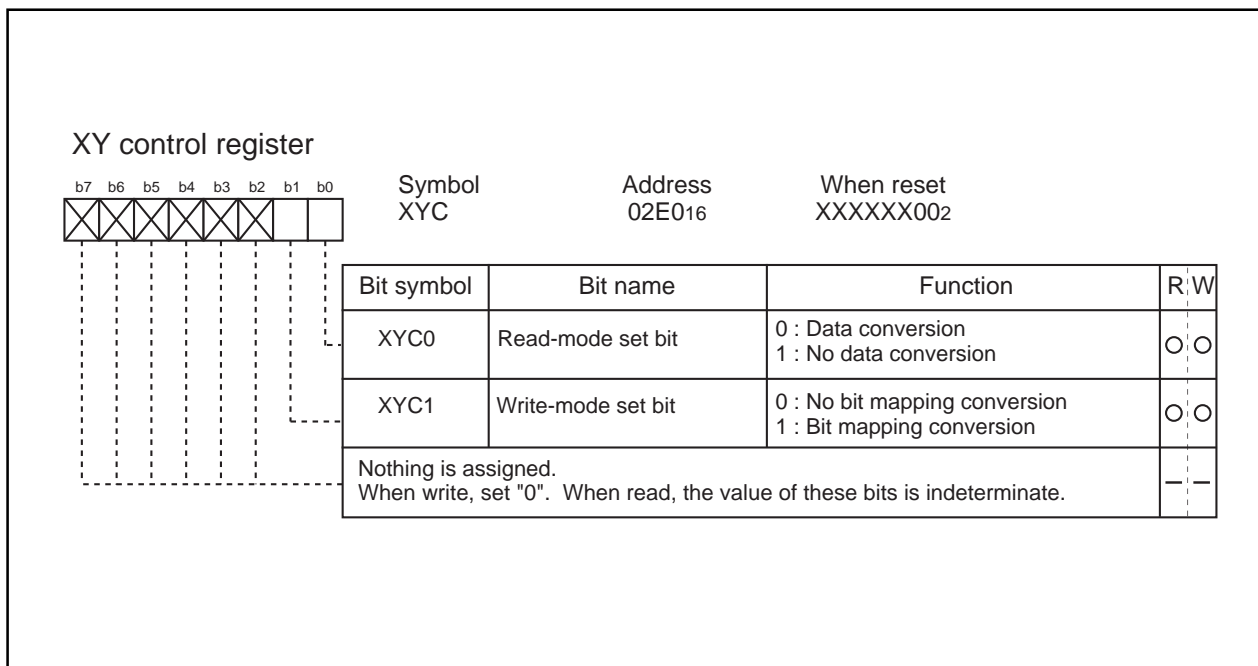 XY control register
b7 b6 b5 b4 b3 b2 b1 b0
Symbol Address When reset
XYC 02E016 XXXXXX002
Bit symbol Bit name Function R W
XYC0 Read-mode set bit 0 : Data conversion
1 : No data conversion
XYC1 Write-mode set bit 0 : No bit mapping conversion
1 : Bit mapping conversion
Nothing is assigned.
When write, set "0". When read, the value of these bits is indeterminate.